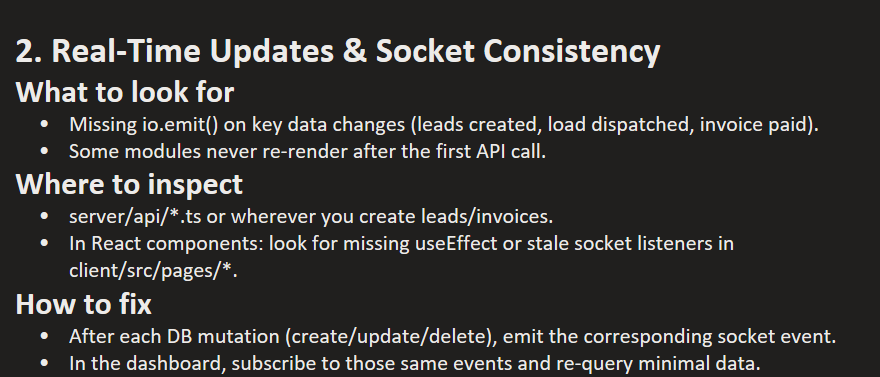 2. Real-Time Updates & Socket Consistency
What to look for
• Missing io.emit() on key data changes (leads created, load dispatched, invoice paid).
• Some modules never re-render after the first API call.
Where to inspect
• server/api/*.ts or wherever you create leads/invoices.
• In React components: look for missing useEffect or stale socket listeners in
client/src/pages/*.
How to fix
• After each DB mutation (create/update/delete), emit the corresponding socket event.
• In the dashboard, subscribe to those same events and re-query minimal data.